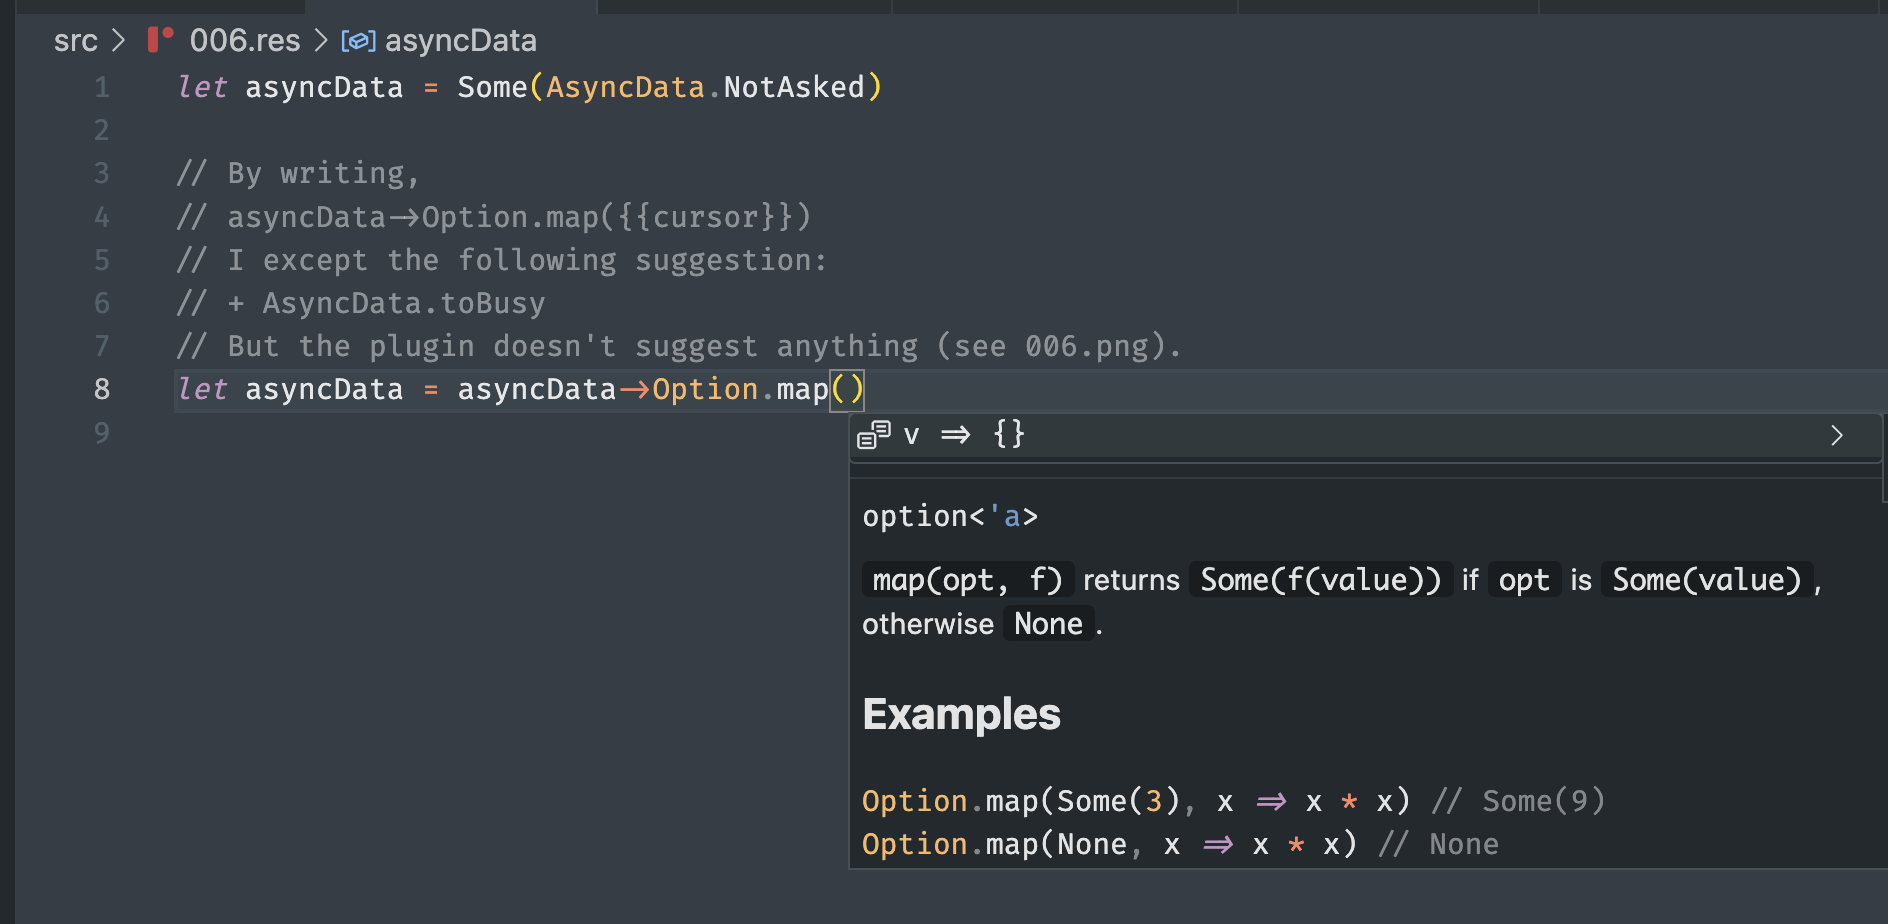 src > 006.res > asyncData
1 let asyncData = Some(AsyncData.NotAsked)
2
3 // By writing,
4 // asyncData->Option.map({{cursor}})
5 // I except the following suggestion:
6 // + AsyncData.toBusy
7 // But the plugin doesn't suggest anything (see 006.png).
8 let asyncData = asyncData->Option.map()
9
v => {}
option<'a>
map(opt, f) returns Some(f(value)) if opt is Some(value),
otherwise None.
Examples
Option.map(Some(3), x => x * x) // Some(9)
Option.map(None, x => x * x) // None